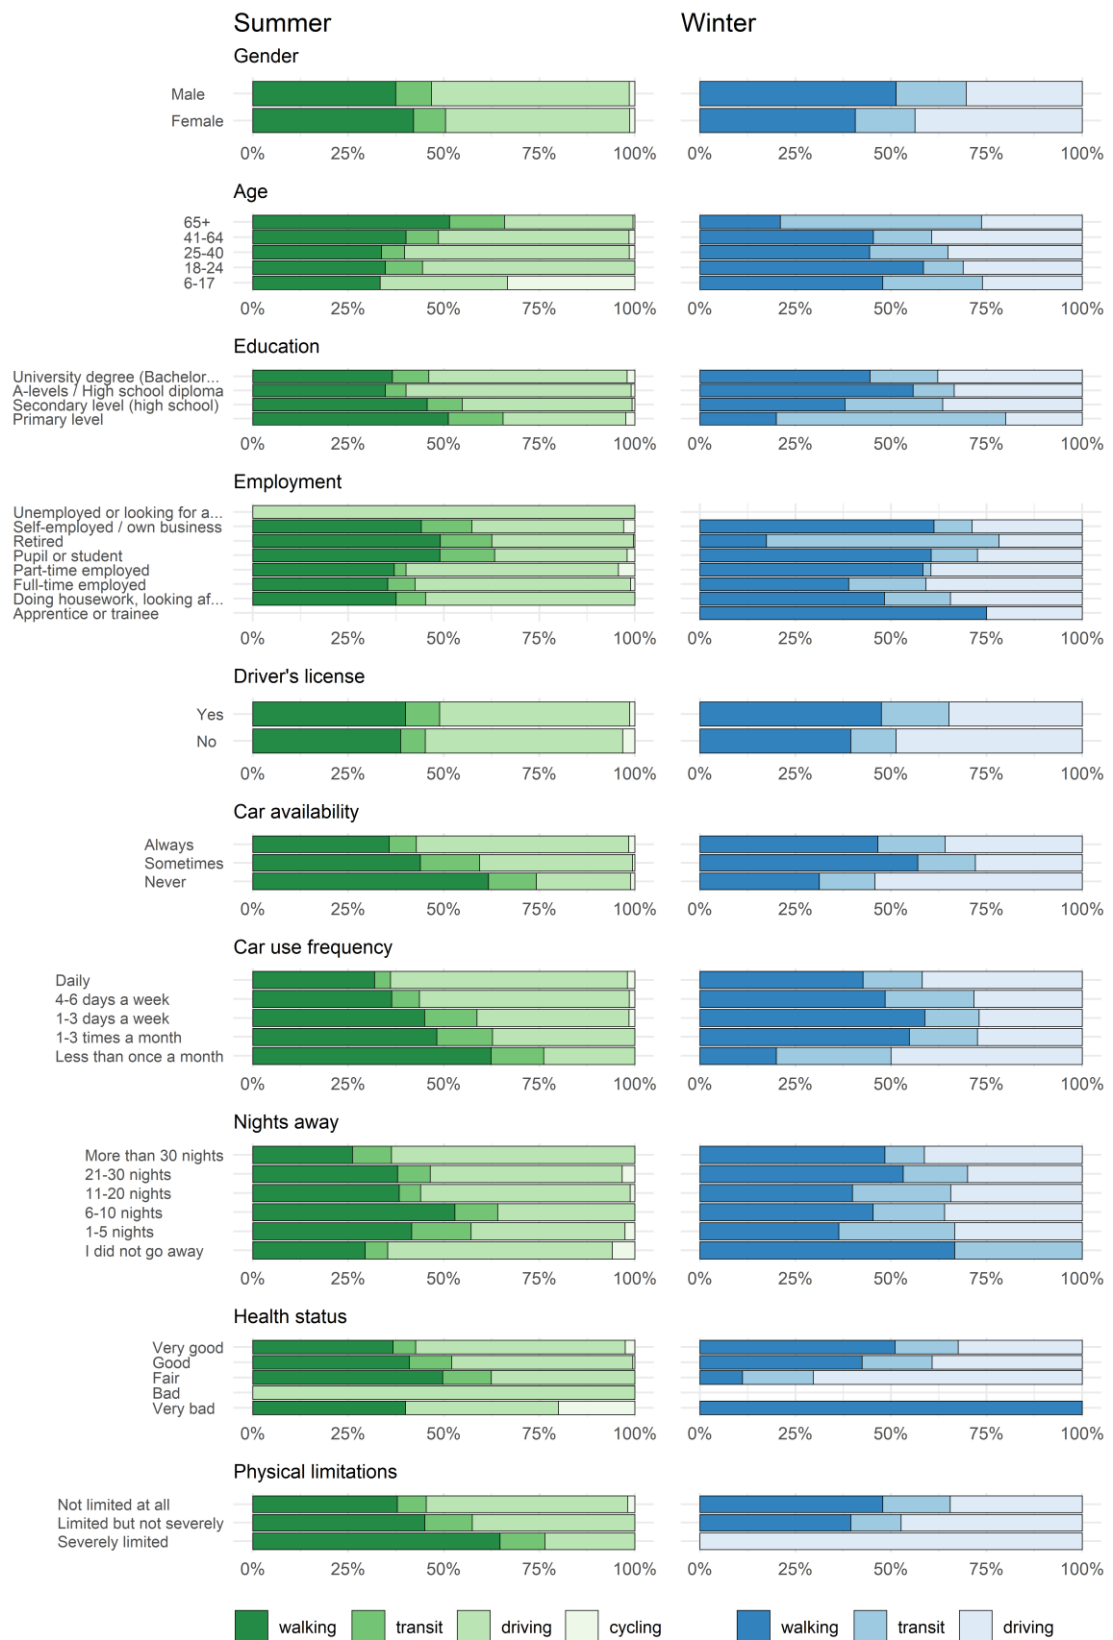 Summer Winter
Gender
Male
Female
0% 25% 50% 75% 100% 0% 25% 50% 75% 100%
Age
65+
41-64
25-40
18-24
6-17
0% 25% 50% 75% 100% 0% 25% 50% 75% 100%
Education
University degree (Bachelor...
A-levels / High school diploma
Secondary level (high school)
Primary level
0% 25% 50% 75% 100% 0% 25% 50% 75% 100%
Employment
Unemployed or looking for a...
Self-employed / own business
Retired
Pupil or student
Part-time employed
Full-time employed
Doing housework, looking af...
Apprentice or trainee
0% 25% 50% 75% 100% 0% 25% 50% 75% 100%
Driver's license
Yes
No
0% 25% 50% 75% 100% 0% 25% 50% 75% 100%
Car availability
Always
Sometimes
Never
0% 25% 50% 75% 100% 0% 25% 50% 75% 100%
Car use frequency
Daily
4-6 days a week
1-3 days a week
1-3 times a month
Less than once a month
0% 25% 50% 75% 100% 0% 25% 50% 75% 100%
Nights away
More than 30 nights
21-30 nights
11-20 nights
6-10 nights
1-5 nights
I did not go away
0% 25% 50% 75% 100% 0% 25% 50% 75% 100%
Health status
Very good
Good
Fair
Bad
Very bad
0% 25% 50% 75% 100% 0% 25% 50% 75% 100%
Physical limitations
Not limited at all
Limited but not severely
Severely limited
0% 25% 50% 75% 100% 0% 25% 50% 75% 100%
walking transit driving cycling walking transit driving